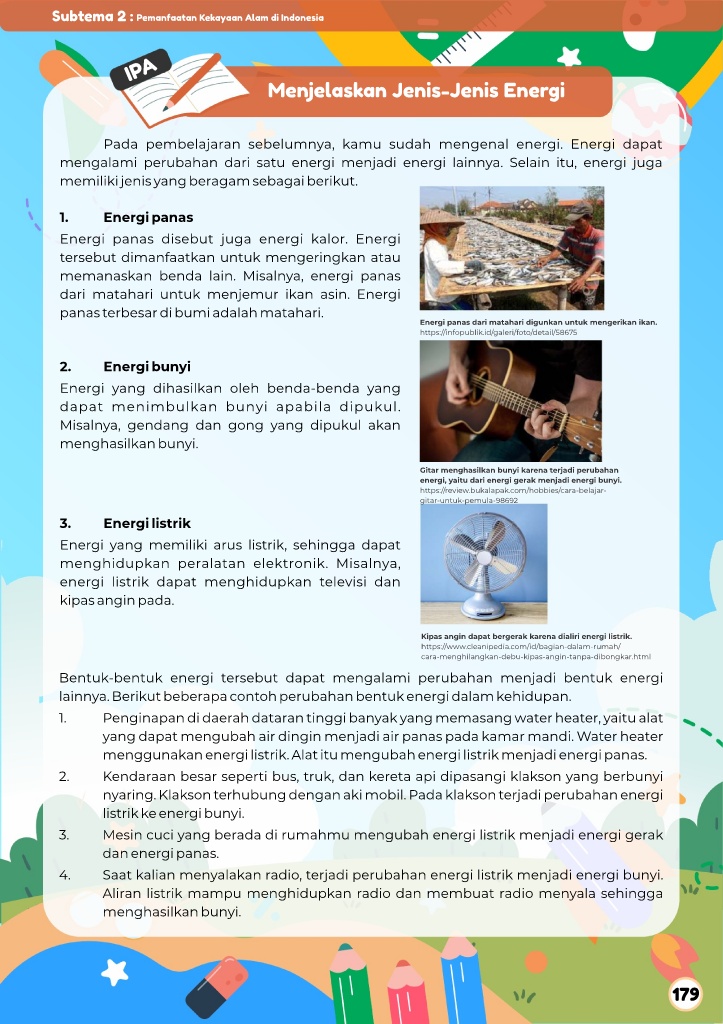 Subtema 2 : Pemanfaatan Kekayaan Alam di Indonesia
IPA
Menjelaskan Jenis-Jenis Energi
Pada pembelajaran sebelumnya, kamu sudah mengenal energi. Energi dapat
mengalami perubahan dari satu energi menjadi energi lainnya. Selain itu, energi juga
memiliki jenis yang beragam sebagai berikut.
1. Energi panas
Energi panas disebut juga energi kalor. Energi
tersebut dimanfaatkan untuk mengeringkan atau
memanaskan benda lain. Misalnya, energi panas
dari matahari untuk menjemur ikan asin. Energi
panas terbesar di bumi adalah matahari.
Energi panas dari matahari digunkan untuk mengerikan ikan.
https://infopublik.id/galeri/foto/detail/58675
2. Energi bunyi
Energi yang dihasilkan oleh benda-benda yang
dapat menimbulkan bunyi apabila dipukul.
Misalnya, gendang dan gong yang dipukul akan
menghasilkan bunyi.
Gitar menghasilkan bunyi karena terjadi perubahan
energi, yaitu dari energi gerak menjadi energi bunyi.
https://review.bukalapak.com/hobbies/cara-belajar-
gitar-untuk-pemula-98692
3. Energi listrik
Energi yang memiliki arus listrik, sehingga dapat
menghidupkan peralatan elektronik. Misalnya,
energi listrik dapat menghidupkan televisi dan
kipas angin pada.
Kipas angin dapat bergerak karena dialiri energi listrik.
https://www.cleanipedia.com/id/bagian-dalam-rumah/
cara-menghilangkan-debu-kipas-angin-tanpa-dibongkar.html
Bentuk-bentuk energi tersebut dapat mengalami perubahan menjadi bentuk energi
lainnya. Berikut beberapa contoh perubahan bentuk energi dalam kehidupan.
1. Penginapan di daerah dataran tinggi banyak yang memasang water heater, yaitu alat
yang dapat mengubah air dingin menjadi air panas pada kamar mandi. Water heater
menggunakan energi listrik. Alat itu mengubah energi listrik menjadi energi panas.
2. Kendaraan besar seperti bus, truk, dan kereta api dipasangi klakson yang berbunyi
nyaring. Klakson terhubung dengan aki mobil. Pada klakson terjadi perubahan energi
listrik ke energi bunyi.
3. Mesin cuci yang berada di rumahmu mengubah energi listrik menjadi energi gerak
dan energi panas.
4. Saat kalian menyalakan radio, terjadi perubahan energi listrik menjadi energi bunyi.
Aliran listrik mampu menghidupkan radio dan membuat radio menyala sehingga
menghasilkan bunyi.
179